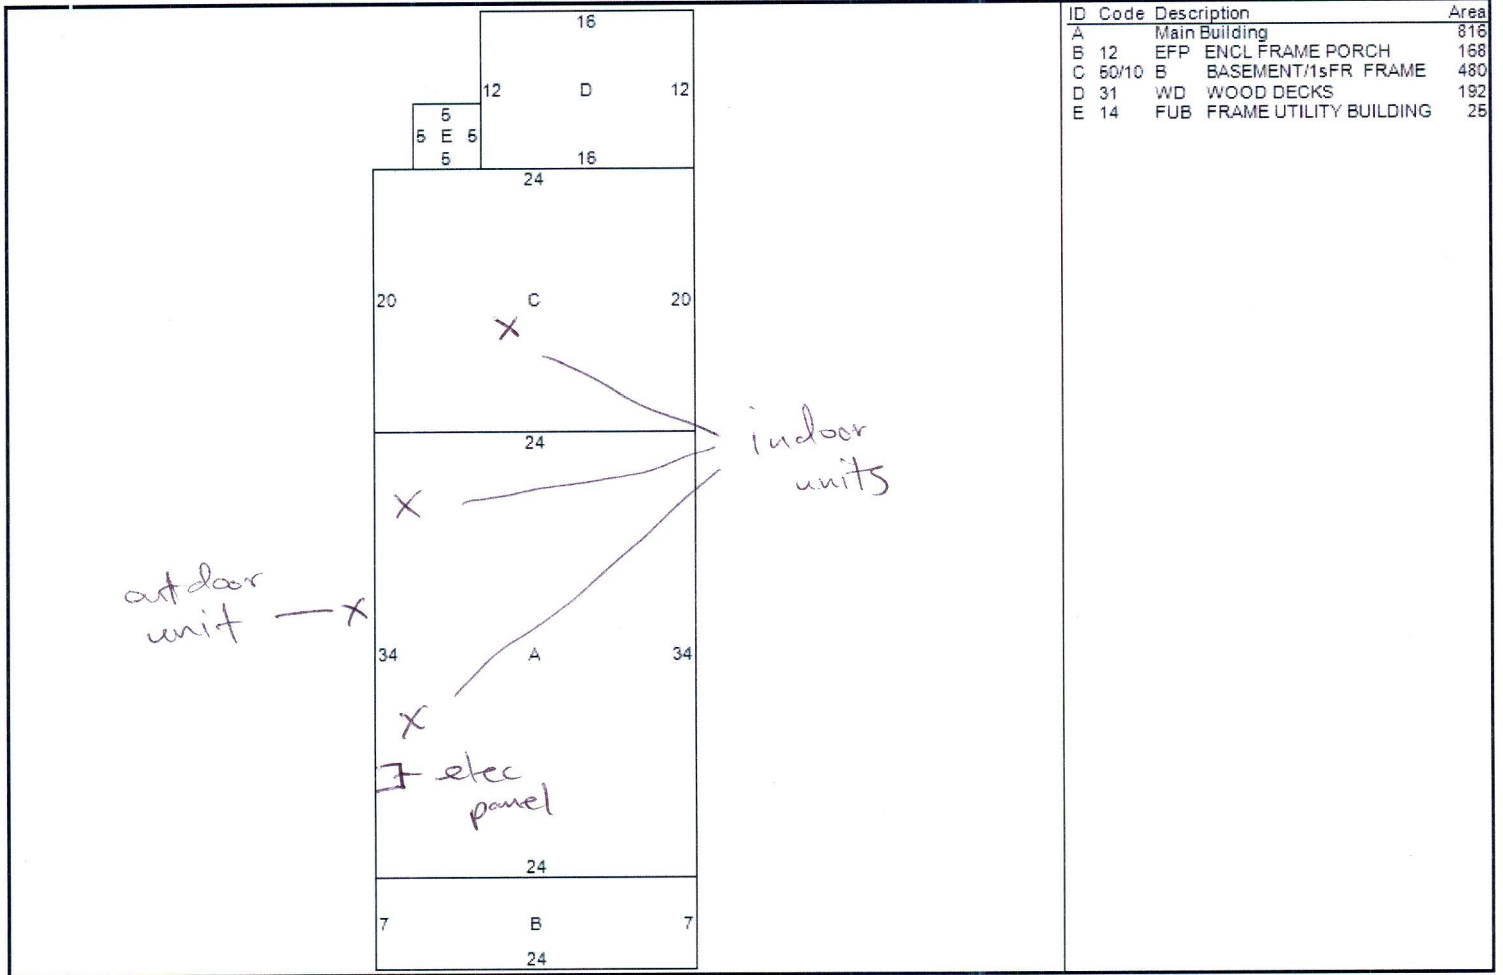 ID Code Description Area
A Main Building 816
B 12 EFP ENCL FRAME PORCH 168
C 50/10 B BASEMENT/1sFR FRAME 480
D 31 WD WOOD DECKS 192
E 14 FUB FRAME UTILITY BUILDING 25
16
12 D 12
5
5 E 5
5
16
24
20 C 20
X
24
indoor
units
X
outdoor
unit X
34 A 34
X
elec
panel
24
7 B 7
24